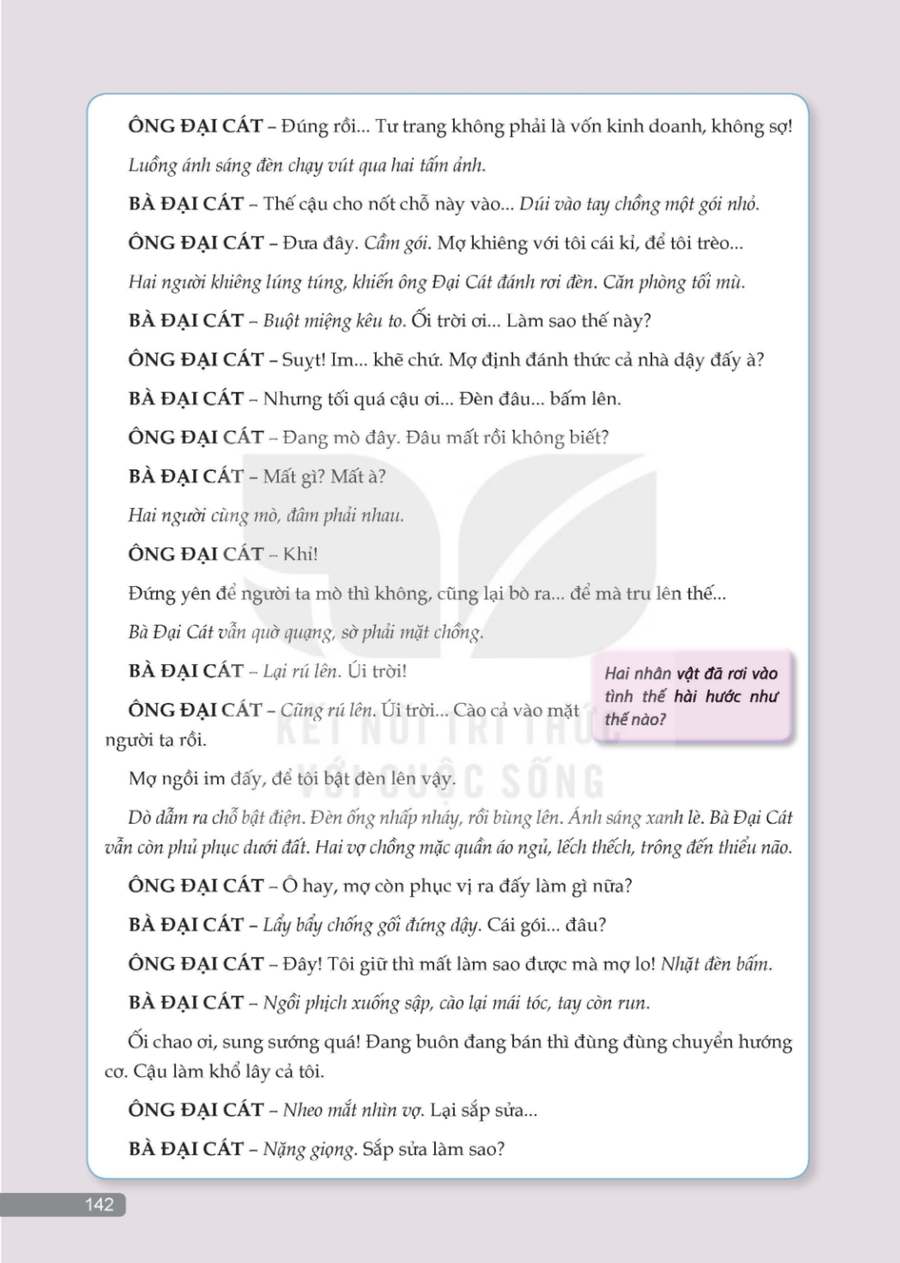 ÔNG ĐẠI CÁT – Đúng rồi... Tư trang không phải là vốn kinh doanh, không sợ!
Luồng ánh sáng đèn chạy vút qua hai tấm ảnh.
BÀ ĐẠI CÁT – Thế cậu cho nốt chỗ này vào... Dúi vào tay chồng một gói nhỏ.
ÔNG ĐẠI CÁT – Đưa đây. Cầm gói. Mợ khiêng với tôi cái kỉ, để tôi trèo...
Hai người khiêng lúng túng, khiến ông Đại Cát đánh rơi đèn. Căn phòng tối mù.
BÀ ĐẠI CÁT – Buột miệng kêu to. Ối trời ơi... Làm sao thế này?
ÔNG ĐẠI CÁT – Suỵt! Im... khẽ chứ. Mợ định đánh thức cả nhà dậy đấy à?
BÀ ĐẠI CÁT – Nhưng tối quá cậu ơi... Đèn đâu... bấm lên.
ÔNG ĐẠI CÁT – Đang mò đây. Đâu mất rồi không biết?
BÀ ĐẠI CÁT – Mất gì? Mất à?
Hai người cùng mò, đâm phải nhau.
ÔNG ĐẠI CÁT – Khỉ!
Đứng yên để người ta mò thì không, cũng lại bò ra... để mà tru lên thế...
Bà Đại Cát vẫn quờ quạng, sờ phải mặt chồng.
BÀ ĐẠI CÁT – Lại rú lên. Úi trời!
ÔNG ĐẠI CÁT – Cũng rú lên. Úi trời... Cào cả vào mặt
người ta rồi.
Hai nhân vật đã rơi vào
tình thế hài hước như
thế nào?
Mợ ngồi im đấy, để tôi bật đèn lên vậy.
Dò dẫm ra chỗ bật điện. Đèn ống nhấp nháy, rồi bùng lên. Ánh sáng xanh lè. Bà Đại Cát
vẫn còn phủ phục dưới đất. Hai vợ chồng mặc quần áo ngủ, lếch thếch, trông đến thiểu não.
ÔNG ĐẠI CÁT – Ô hay, mợ còn phục vị ra đấy làm gì nữa?
BÀ ĐẠI CÁT – Lẩy bẩy chống gối đứng dậy. Cái gói... đâu?
ÔNG ĐẠI CÁT – Đây! Tôi giữ thì mất làm sao được mà mợ lo! Nhặt đèn bấm.
BÀ ĐẠI CÁT – Ngồi phịch xuống sập, cào lại mái tóc, tay còn run.
Ối chao ơi, sung sướng quá! Đang buôn đang bán thì đùng đùng chuyển hướng
cơ. Cậu làm khổ lây cả tôi.
ÔNG ĐẠI CÁT – Nheo mắt nhìn vợ. Lại sắp sửa...
BÀ ĐẠI CÁT – Nặng giọng. Sắp sửa làm sao?
KẾT NỐI TRI THỨC
VỚI CUỘC SỐNG
142